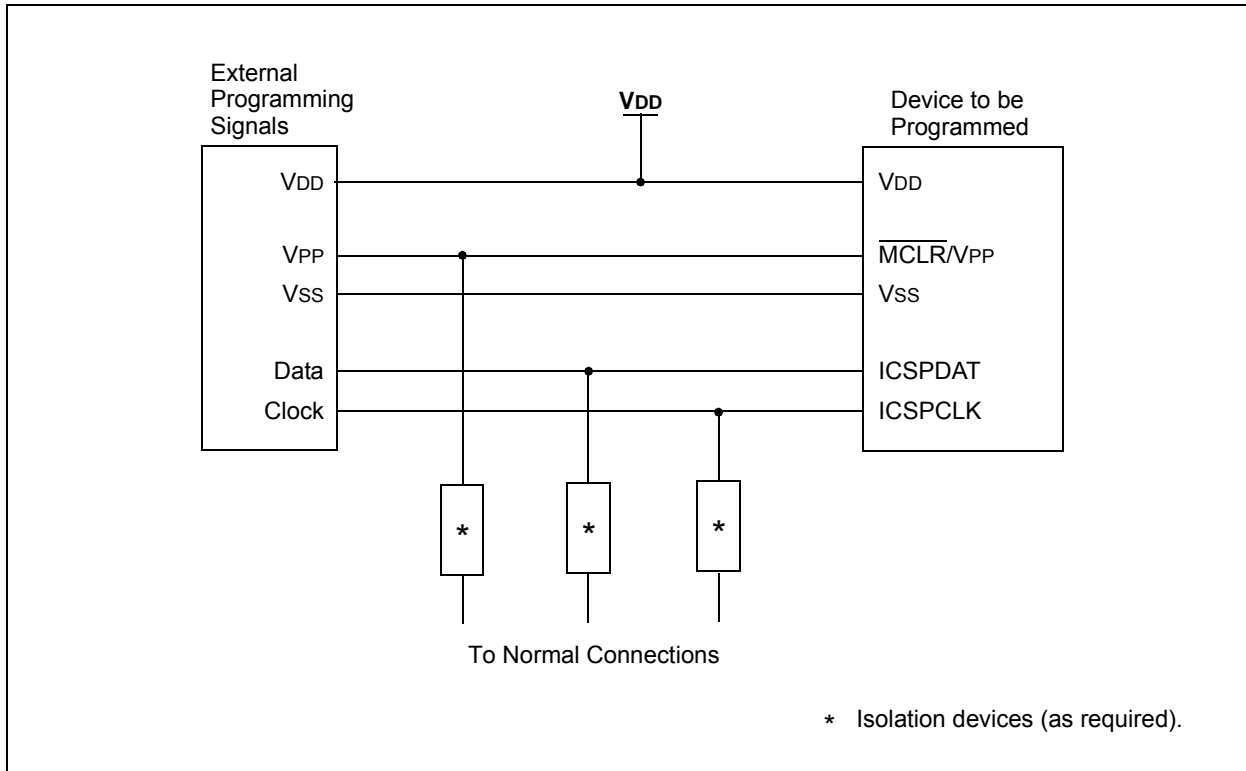 External
Programming
Signals
VDD
Device to be
Programmed
VDD
VDD
VPP
MCLR/VPP
VSS
VSS
Data
ICSPDAT
Clock
ICSPCLK
*
*
*
To Normal Connections
* Isolation devices (as required).